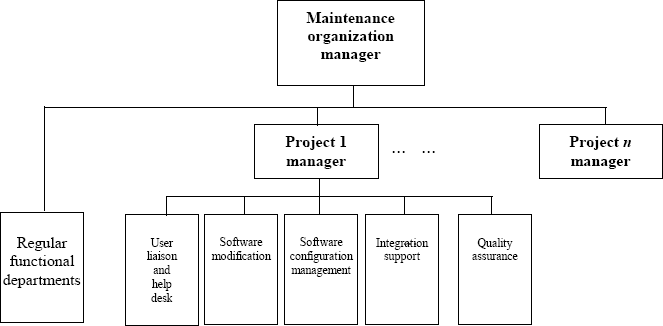 Maintenance
organization
manager
Project 1
manager
... ...
Project n
manager
Regular
functional
departments
User
liaison
and
help
desk
Software
modification
Software
configuration
management
Integration
support
Quality
assurance